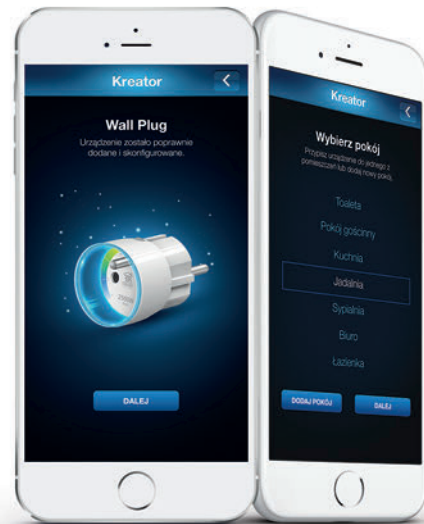 Kreator
Wall Plug
Urządzenie zostało poprawnie
dodane i skonfigurowane.
DALEJ
Kreator
Wybierz pokój
Przypisz urządzenie do jednego z
pomieszczeń lub dodaj nowy pokój.
Toaleta
Pokój gościnny
Kuchnia
Jadalnia
Sypialnia
Biuro
Łazienka
DODAJ POKÓJ
DALEJ